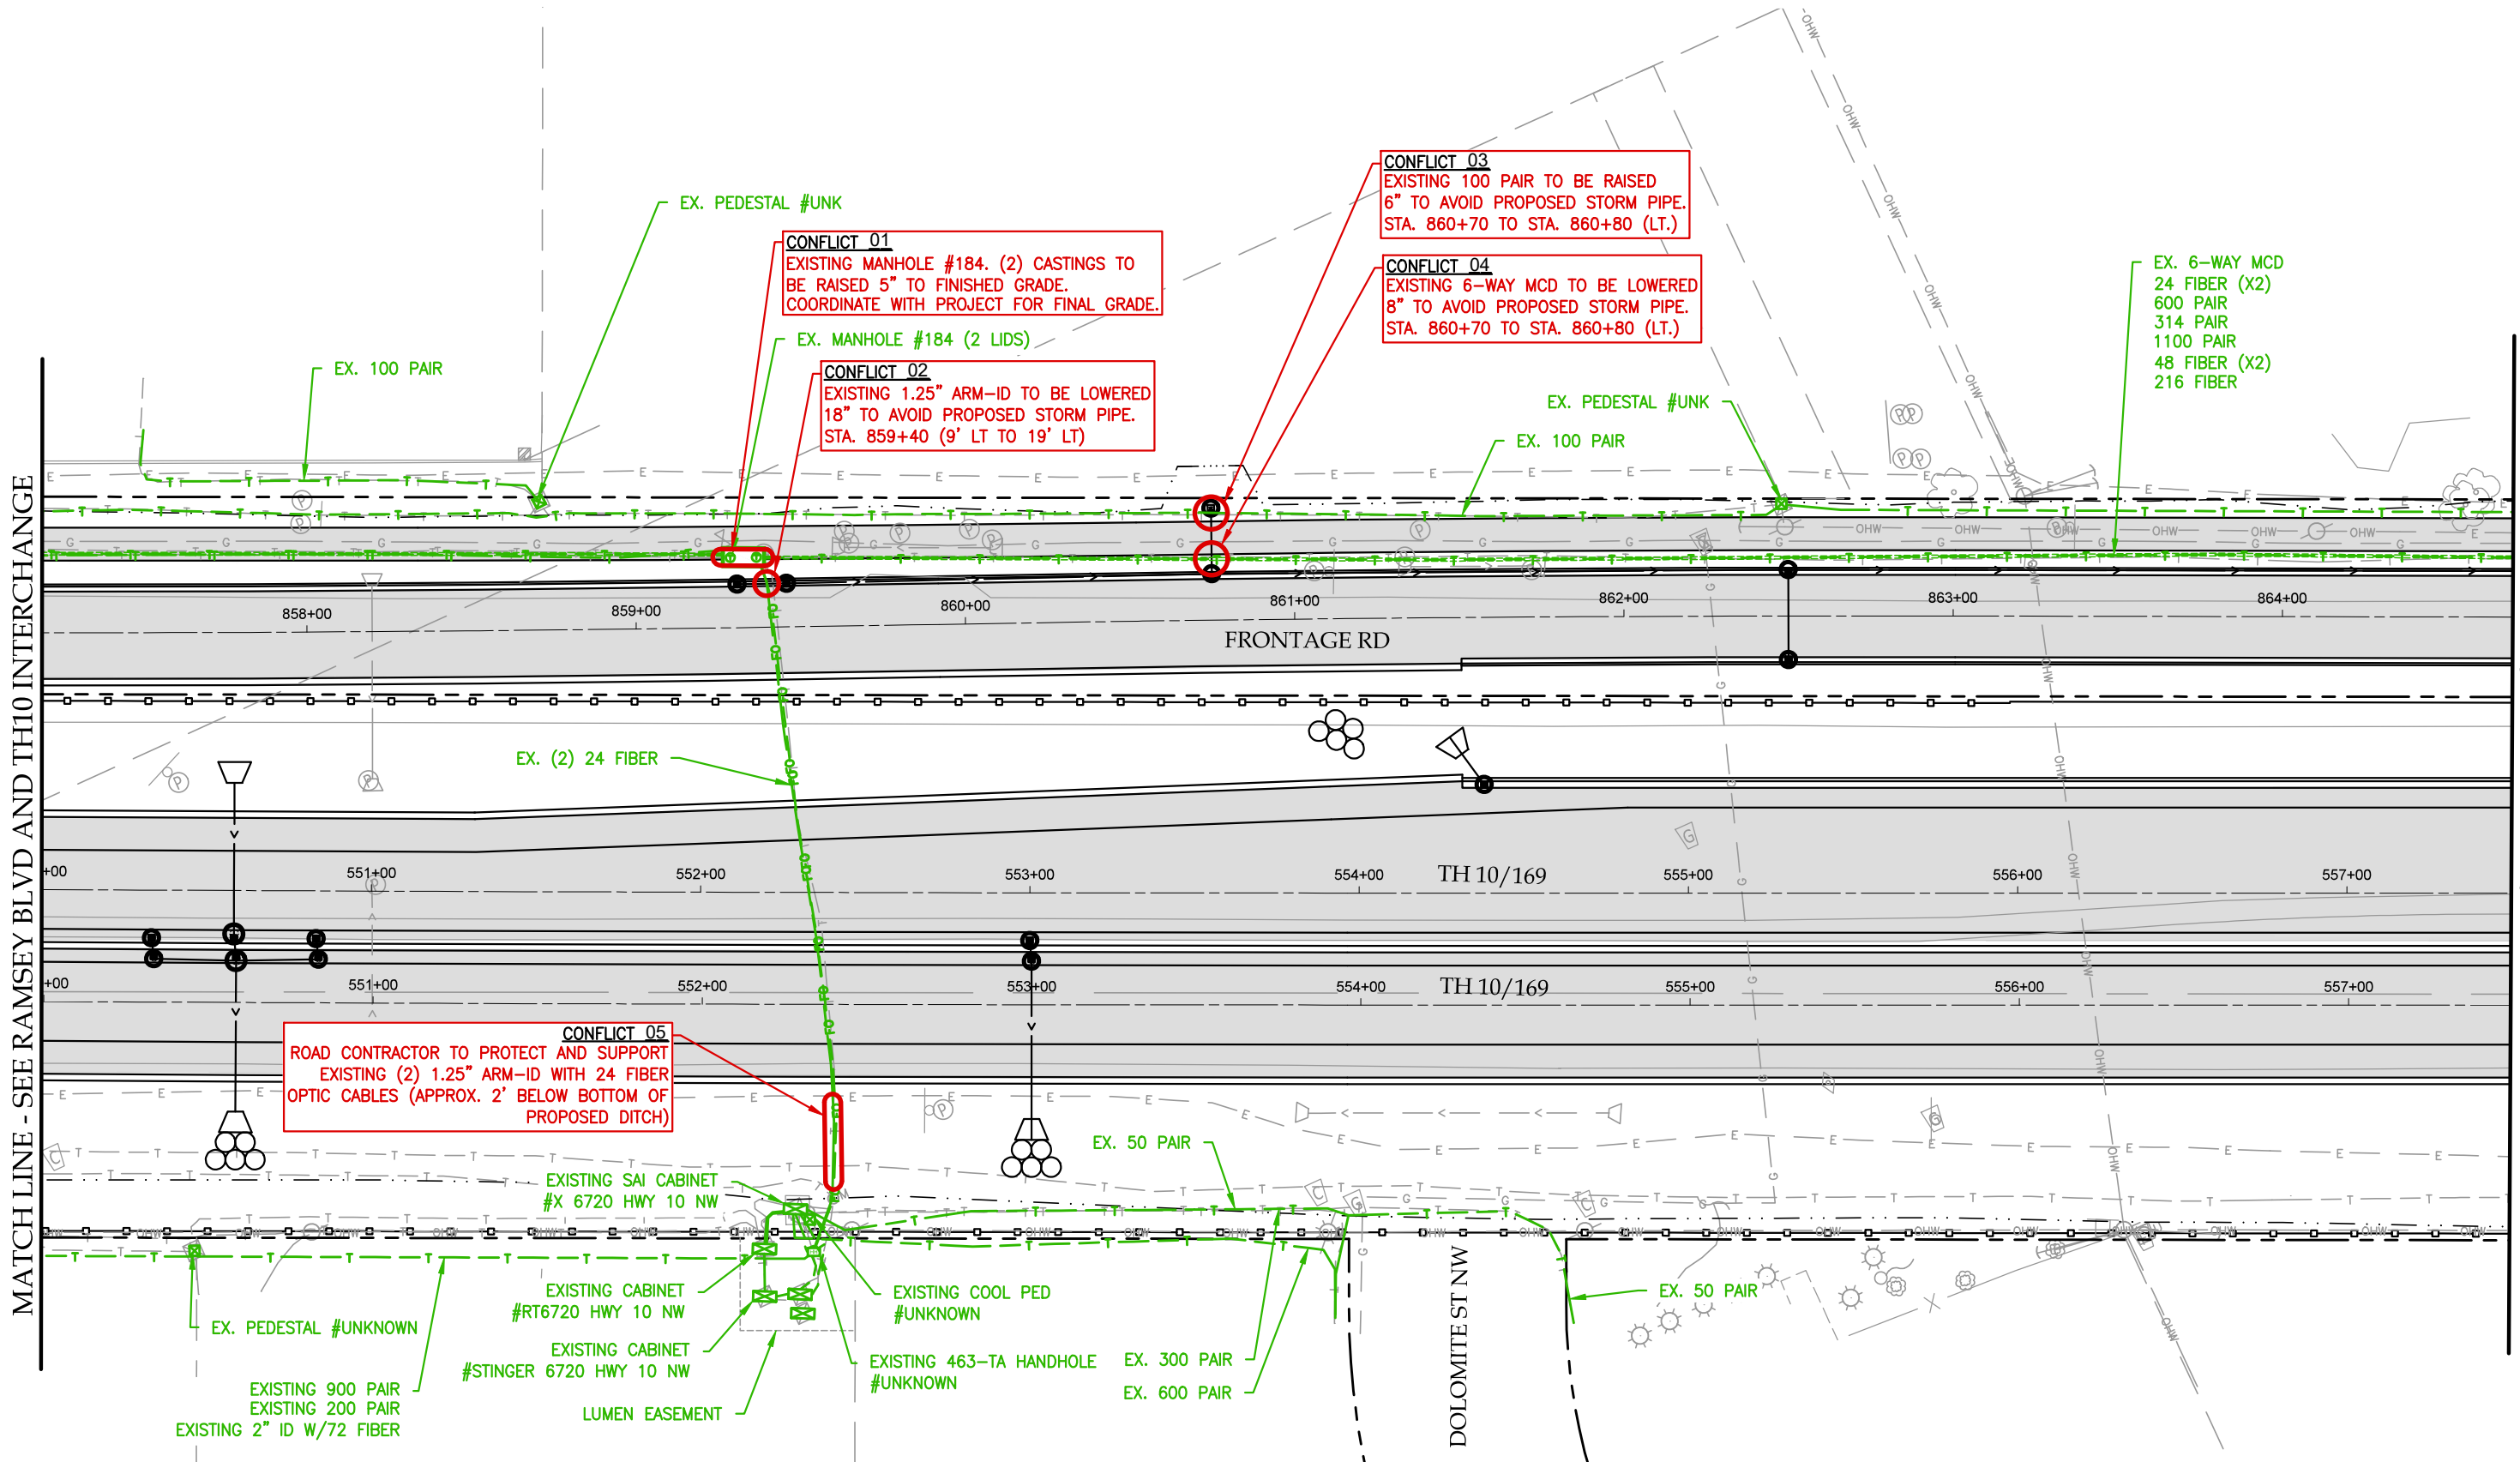 MATCH LINE - SEE RAMSEY BLVD AND TH10 INTERCHANGE
EX. PEDESTAL #UNK
CONFLICT 01
EXISTING MANHOLE #184. (2) CASTINGS TO
BE RAISED 5" TO FINISHED GRADE.
COORDINATE WITH PROJECT FOR FINAL GRADE.
EX. MANHOLE #184 (2 LIDS)
CONFLICT 02
EXISTING 1.25" ARM-ID TO BE LOWERED
18" TO AVOID PROPOSED STORM PIPE.
STA. 859+40 (9' LT TO 19' LT)
CONFLICT 03
EXISTING 100 PAIR TO BE RAISED
6" TO AVOID PROPOSED STORM PIPE.
STA. 860+70 TO STA. 860+80 (LT.)
CONFLICT 04
EXISTING 6-WAY MCD TO BE LOWERED
8" TO AVOID PROPOSED STORM PIPE.
STA. 860+70 TO STA. 860+80 (LT.)
EX. 6-WAY MCD
24 FIBER (X2)
600 PAIR
314 PAIR
1100 PAIR
48 FIBER (X2)
216 FIBER
EX. 100 PAIR
EX. PEDESTAL #UNK
EX. 100 PAIR
858+00
859+00
860+00
861+00
862+00
863+00
864+00
FRONTAGE RD
EX. (2) 24 FIBER
+00
551+00
552+00
553+00
554+00
TH 10/169
555+00
556+00
557+00
+00
551+00
552+00
553+00
554+00
TH 10/169
555+00
556+00
557+00
CONFLICT 05
ROAD CONTRACTOR TO PROTECT AND SUPPORT
EXISTING (2) 1.25" ARM-ID WITH 24 FIBER
OPTIC CABLES (APPROX. 2' BELOW BOTTOM OF
PROPOSED DITCH)
EX. 50 PAIR
EXISTING SAI CABINET
#X 6720 HWY 10 NW
EXISTING CABINET
#RT6720 HWY 10 NW
EXISTING COOL PED
#UNKNOWN
EX. 50 PAIR
EX. PEDESTAL #UNKNOWN
EXISTING CABINET
#STINGER 6720 HWY 10 NW
EXISTING 463-TA HANDHOLE
#UNKNOWN
EX. 300 PAIR
EX. 600 PAIR
EXISTING 900 PAIR
EXISTING 200 PAIR
EXISTING 2" ID W/72 FIBER
LUMEN EASEMENT
DOLOMITE ST NW